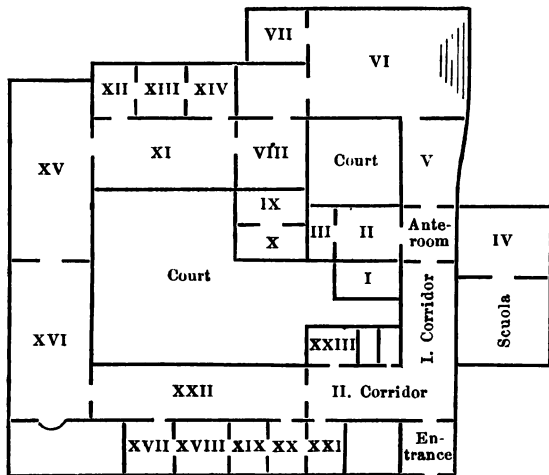 VII
VI
XII XIII XIV
XV
XI
VIII
Court
V
IX
X
III
II
Ante-
room
IV
Court
I
I. Corridor
Scuola
XVI
XXIII
XXII
II. Corridor
XVII XVIII XIX XX XXI
En-
trance